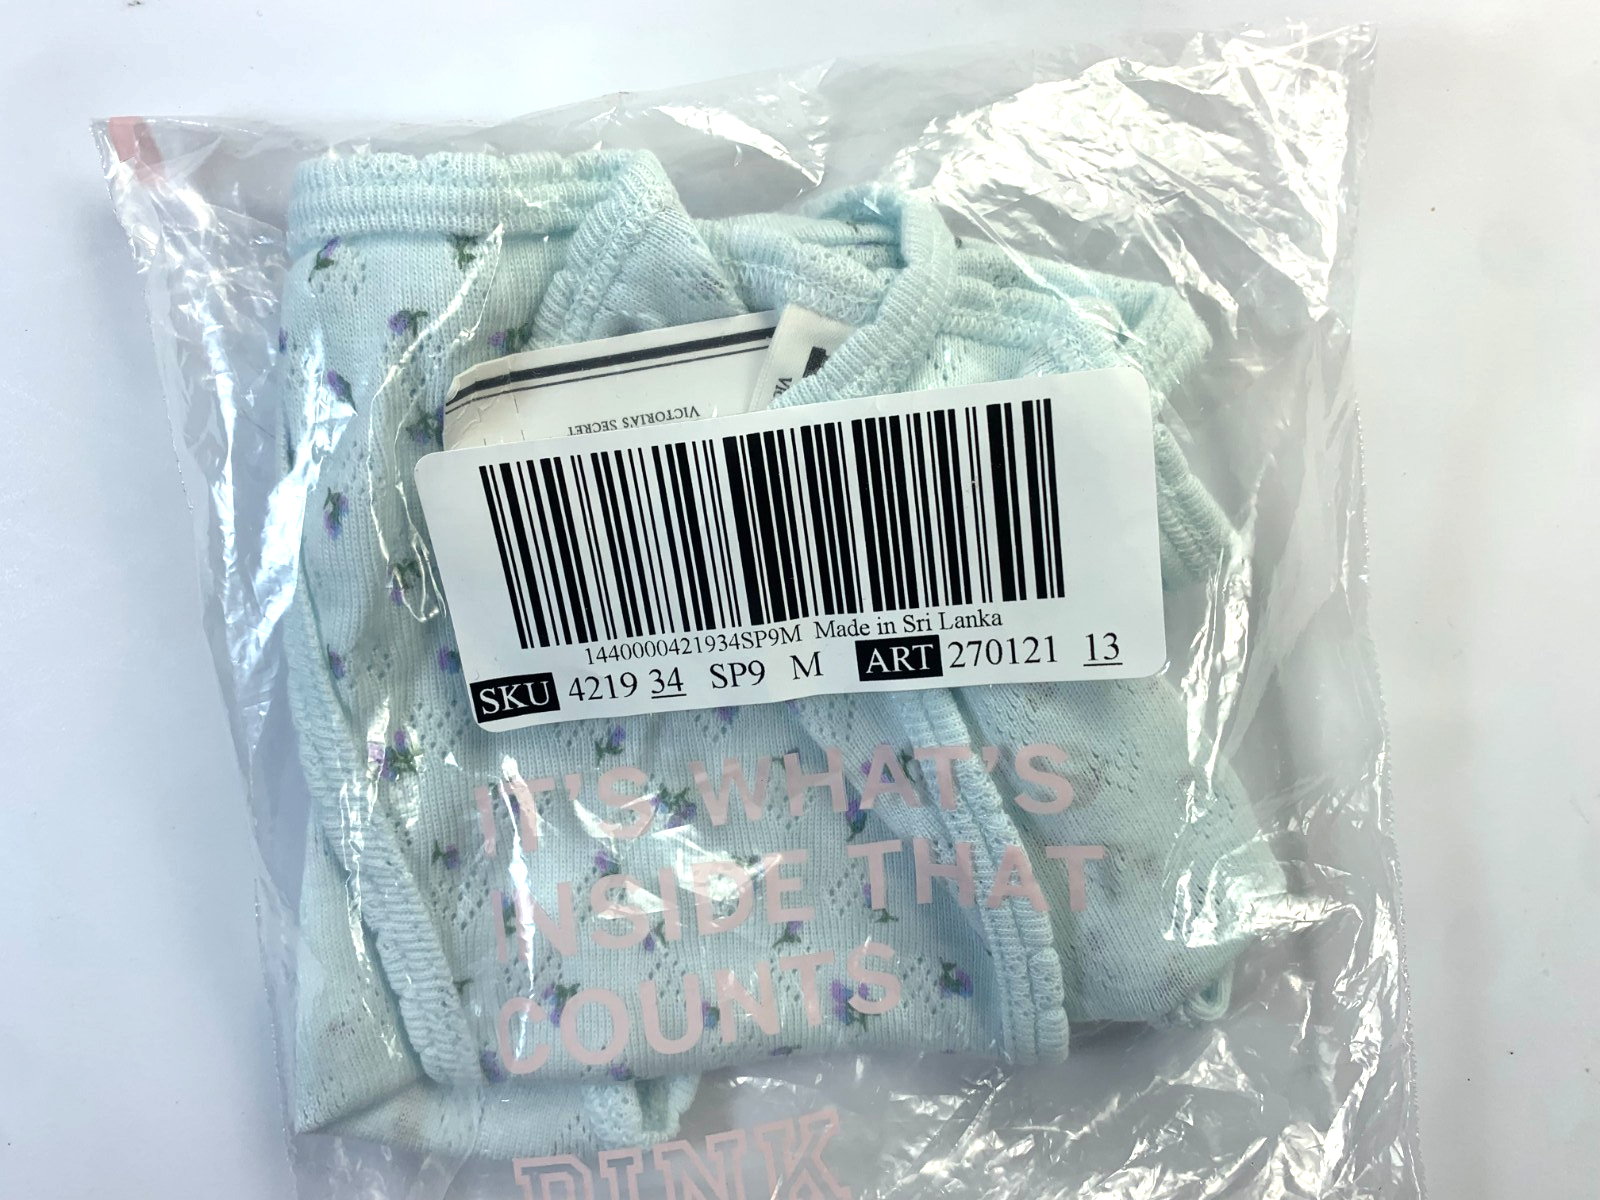 VICTORIA'S SECRET
1440000421934SP9M Made in Sri Lanka
SKU 4219 34 SP9 M ART 270121 13
IT'S WHAT'S
INSIDE THAT
COUNTS
PINK